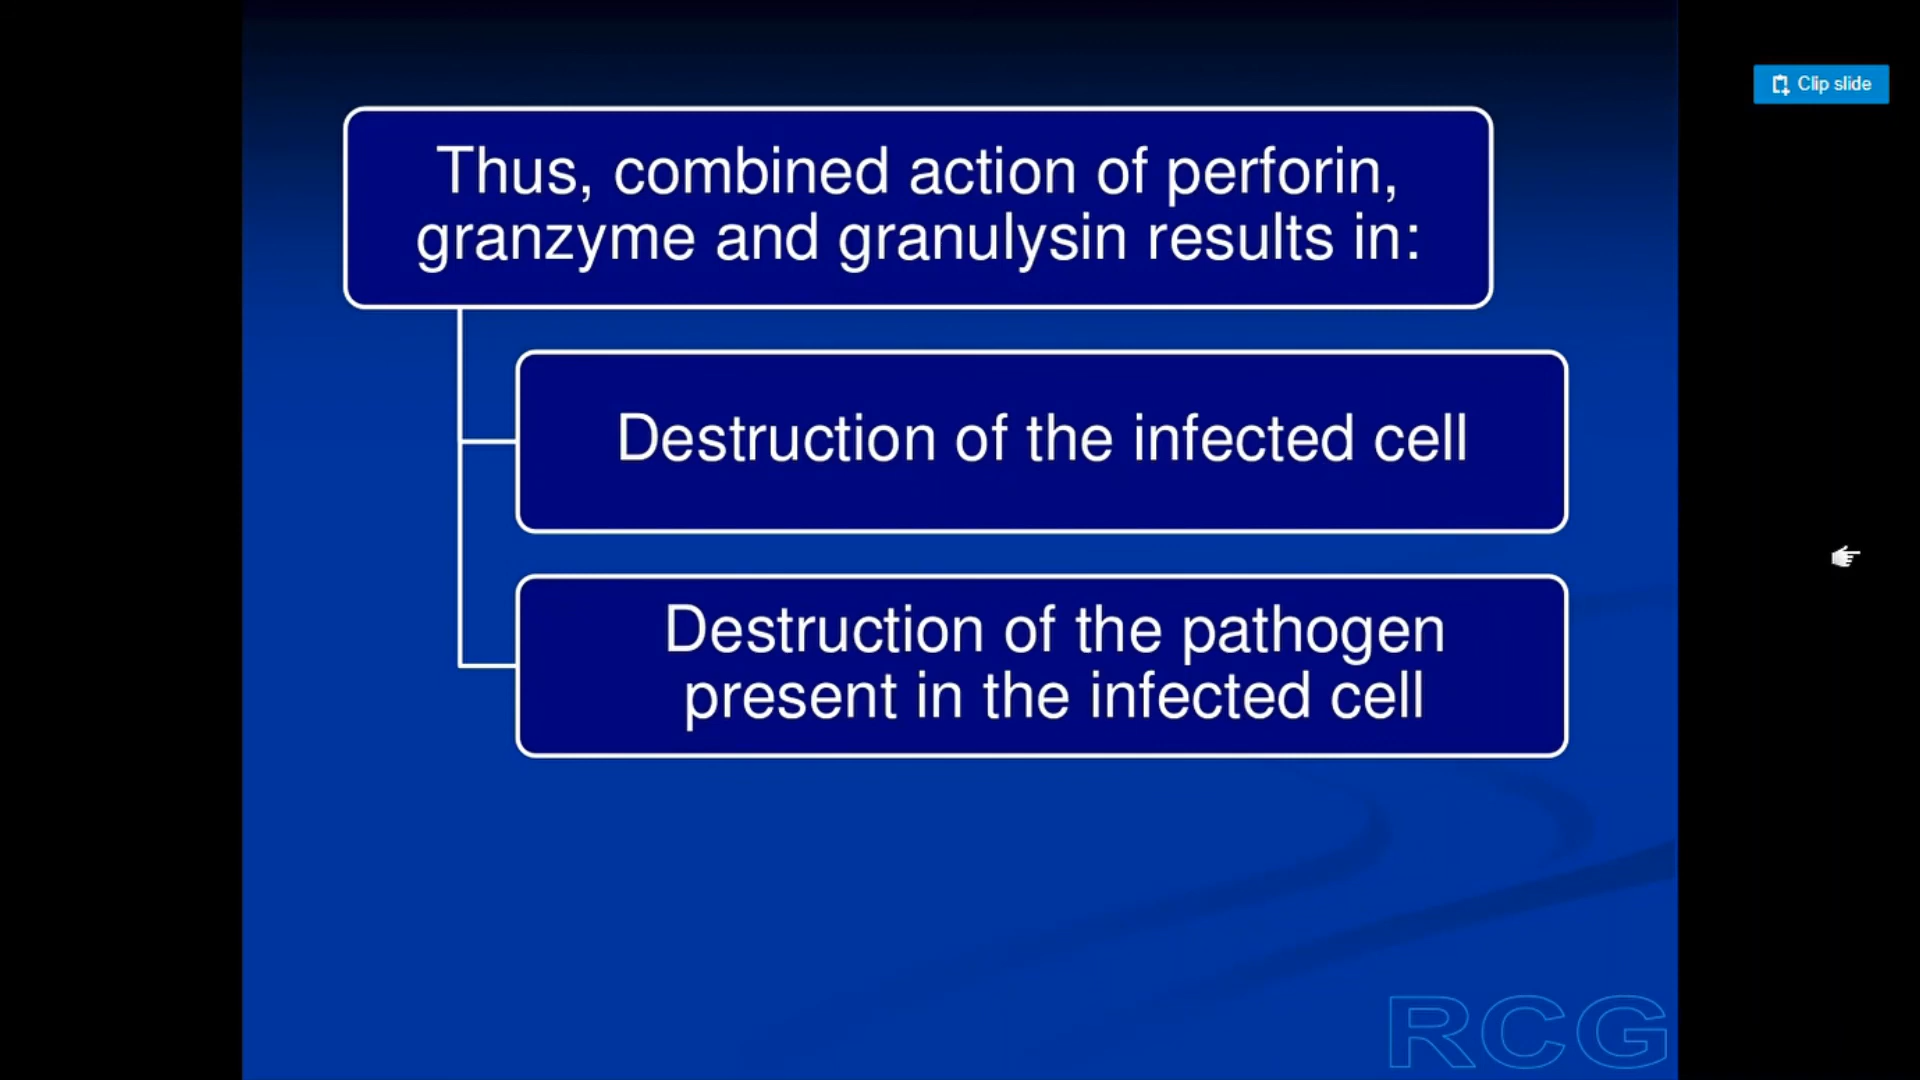 Clip slide
Thus, combined action of perforin,
granzyme and granulysin results in:
Destruction of the infected cell
Destruction of the pathogen
present in the infected cell
RCG